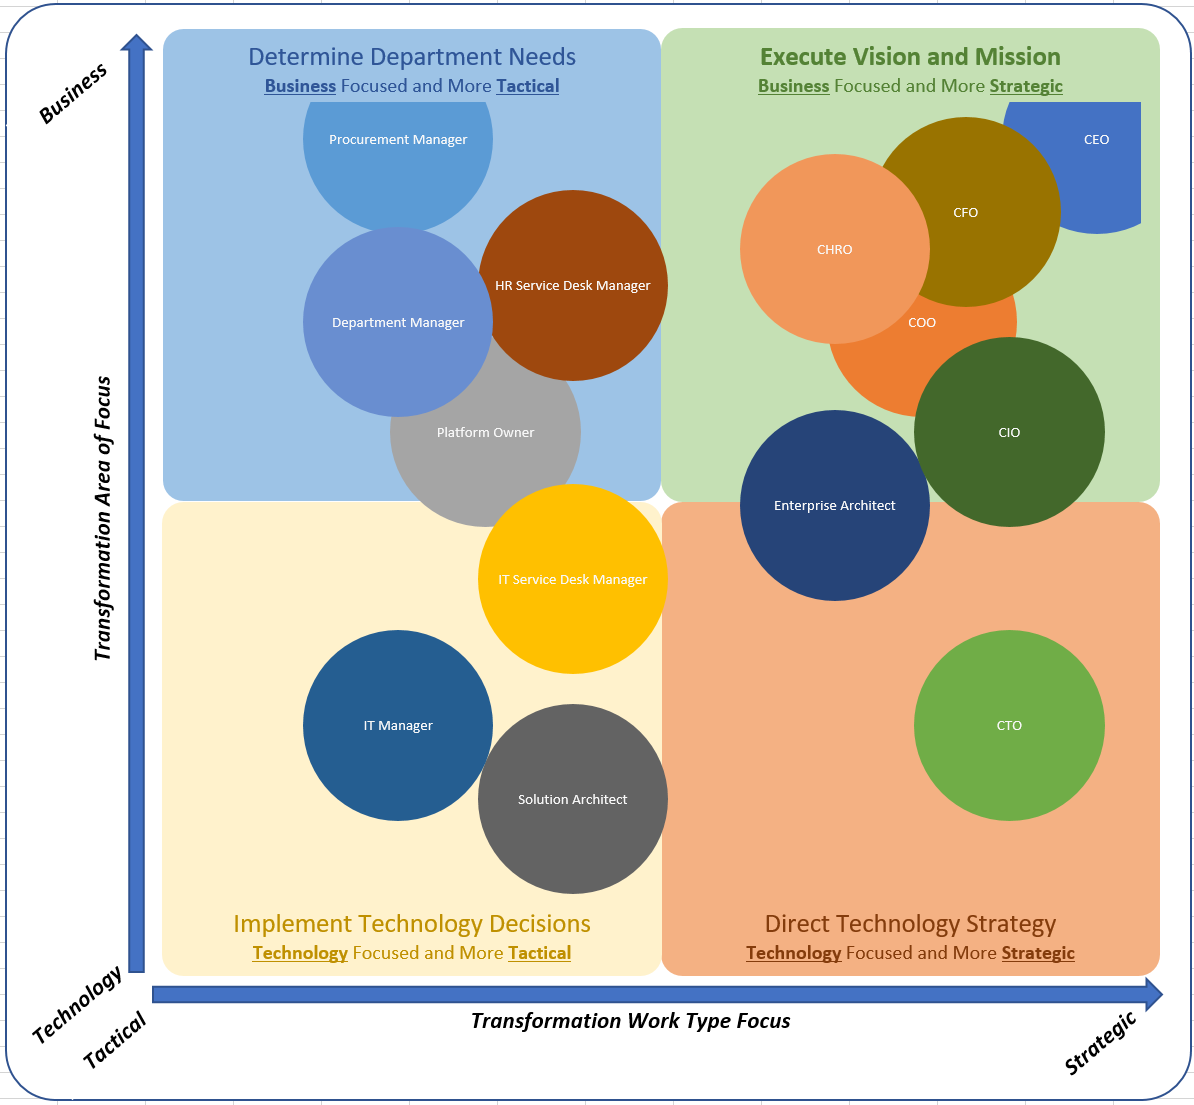 Business
Determine Department Needs
Business Focused and More Tactical
Execute Vision and Mission
Business Focused and More Strategic
Procurement Manager
CEO
CFO
CHRO
HR Service Desk Manager
Department Manager
COO
Platform Owner
CIO
Enterprise Architect
Transformation Area of Focus
IT Service Desk Manager
IT Manager
CTO
Solution Architect
Implement Technology Decisions
Technology Focused and More Tactical
Direct Technology Strategy
Technology Focused and More Strategic
Technology
Tactical
Transformation Work Type Focus
Strategic